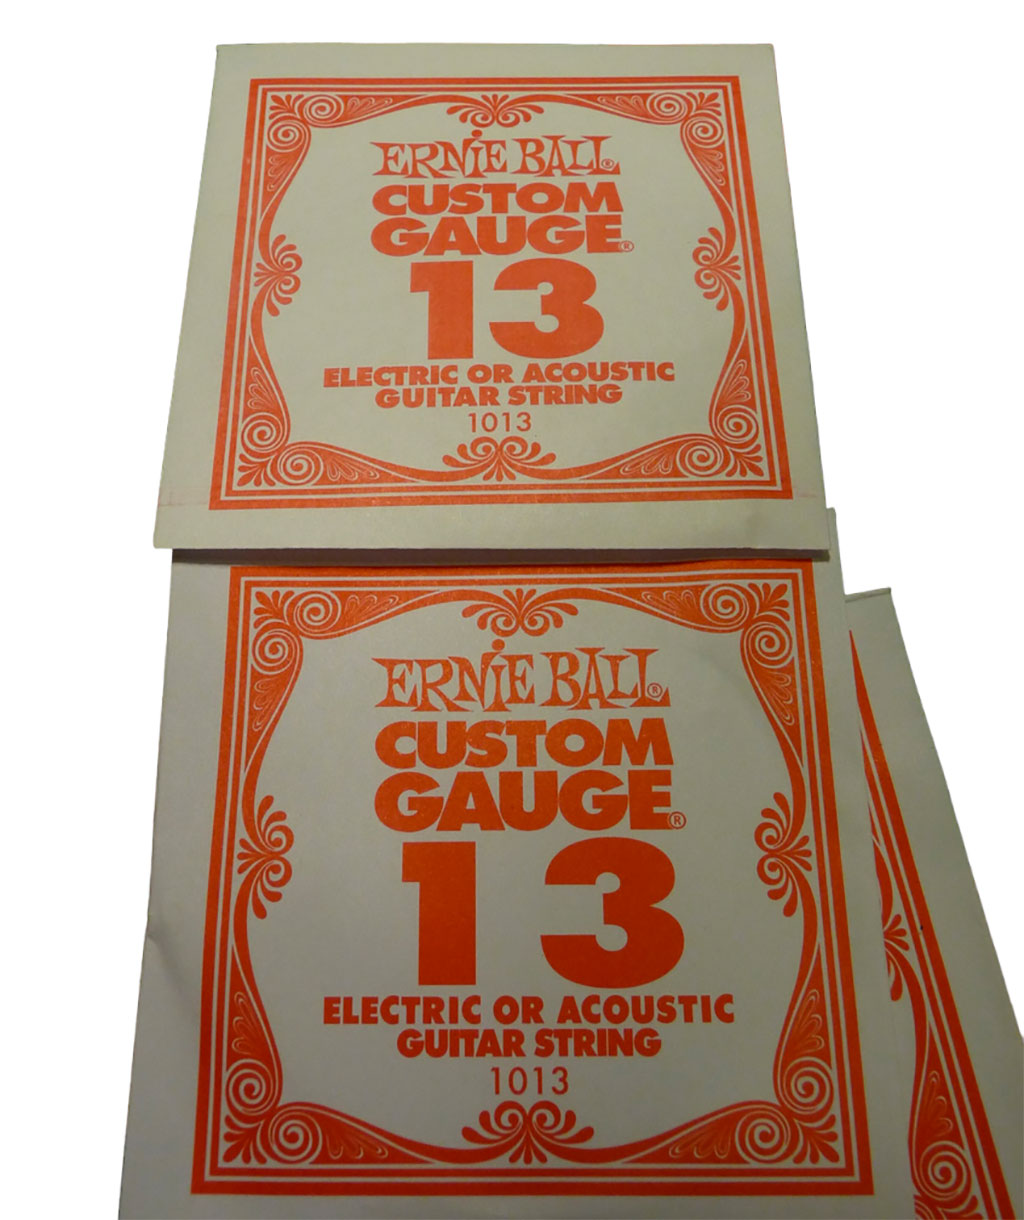 ERNiE BALL®
CUSTOM
GAUGE®
13
ELECTRIC OR ACOUSTIC
GUITAR STRING
1013
ERNiE BALL®
CUSTOM
GAUGE®
13
ELECTRIC OR ACOUSTIC
GUITAR STRING
1013